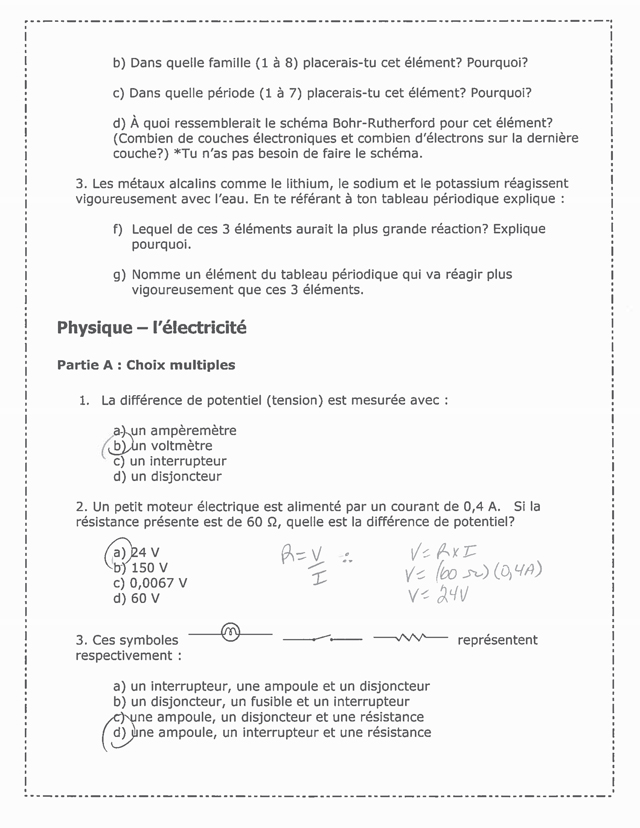 b) Dans quelle famille (1 à 8) placerais-tu cet élément? Pourquoi?
c) Dans quelle période (1 à 7) placerais-tu cet élément? Pourquoi?
d) À quoi ressemblerait le schéma Bohr-Rutherford pour cet élément?
(Combien de couches électroniques et combien d'électrons sur la dernière
couche?) *Tu n'as pas besoin de faire le schéma.
3. Les métaux alcalins comme le lithium, le sodium et le potassium réagissent
vigoureusement avec l'eau. En te référant à ton tableau périodique explique :
f) Lequel de ces 3 éléments aurait la plus grande réaction? Explique
pourquoi.
g) Nomme un élément du tableau périodique qui va réagir plus
vigoureusement que ces 3 éléments.
Physique – l'électricité
Partie A : Choix multiples
1. La différence de potentiel (tension) est mesurée avec :
a) un ampèremètre
b) un voltmètre
c) un interrupteur
d) un disjoncteur
2. Un petit moteur électrique est alimenté par un courant de 0,4 A. Si la
résistance présente est de 60 Ω, quelle est la différence de potentiel?
a) 24 V
b) 150 V
c) 0,0067 V
d) 60 V
R = V/I ∴
V = R x I
V = (60 Ω)(0,4A)
V = 24V
3. Ces symboles représentent
respectivement :
a) un interrupteur, une ampoule et un disjoncteur
b) un disjoncteur, un fusible et un interrupteur
c) une ampoule, un disjoncteur et une résistance
d) une ampoule, un interrupteur et une résistance